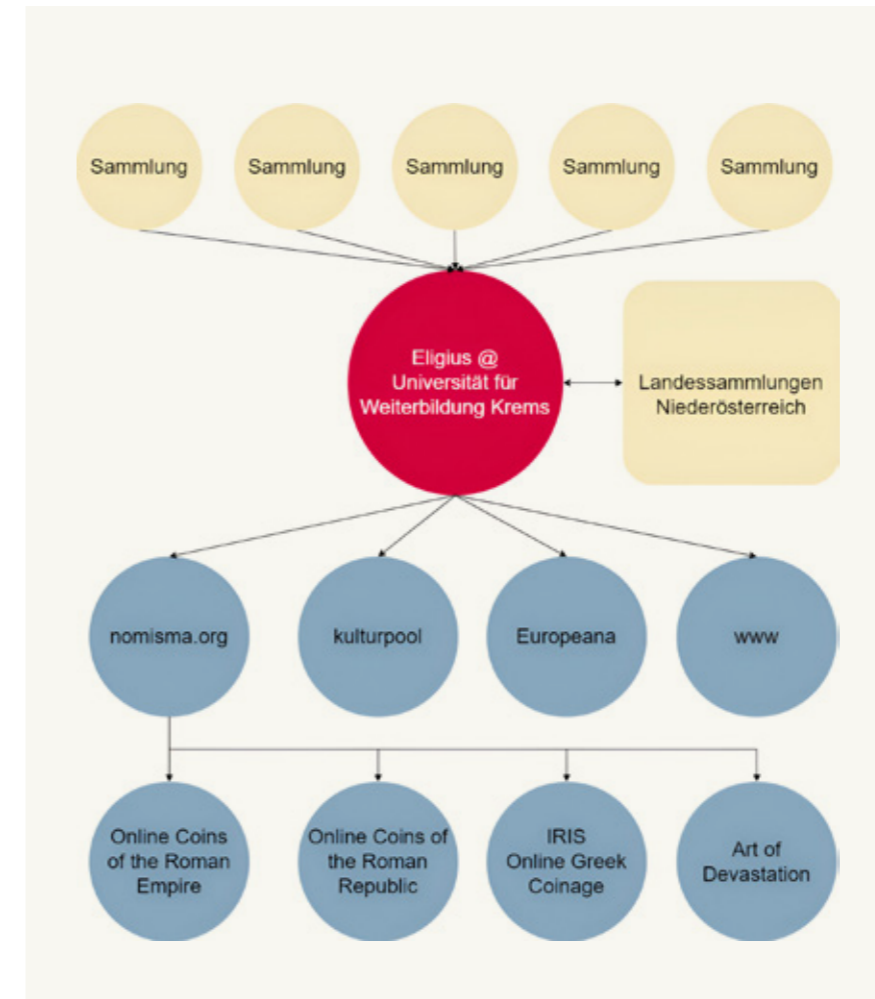 Sammlung
Sammlung
Sammlung
Sammlung
Sammlung
Eligius @
Universität für
Weiterbildung Krems
Landessammlungen
Niederösterreich
nomisma.org
kulturpool
Europeana
www
Online Coins
of the Roman
Empire
Online Coins of
the Roman
Republic
IRIS
Online Greek
Coinage
Art of
Devastation